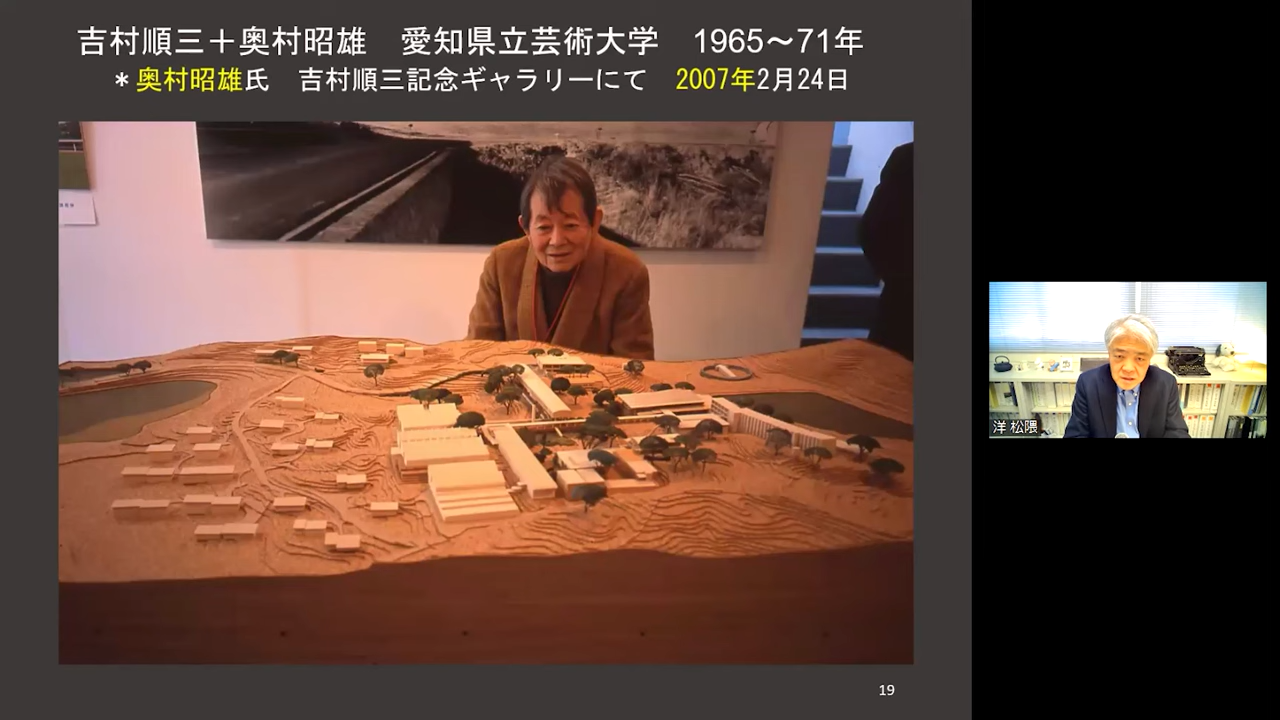 吉村順三＋奥村昭雄　愛知県立芸術大学　1965～71年
＊奥村昭雄氏　吉村順三記念ギャラリーにて　2007年2月24日
洋 松隈
19